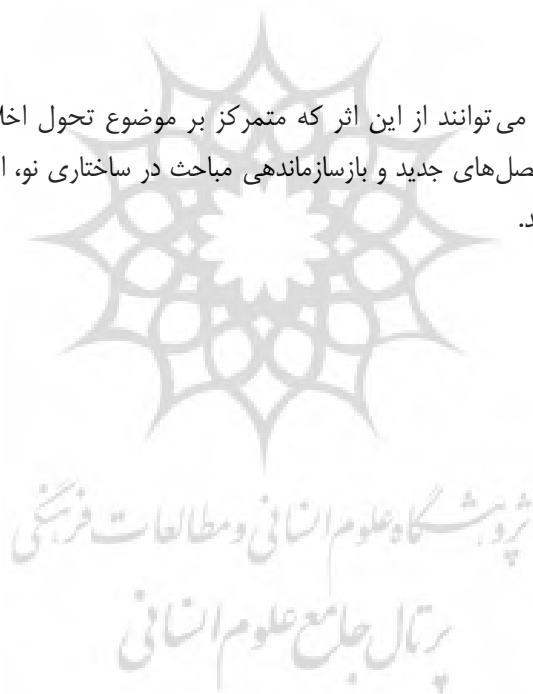 می‌توانند از این اثر که متمرکز بر موضوع تحول
جدید و بازسازماندهی مباحث در ساختاری نو،
پژوهشگاه علوم انسانی و مطالعات فرهنگی
پرتال جامع علوم انسانی